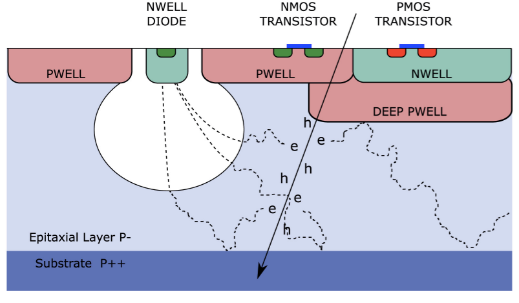 NWELL
DIODE
NMOS
TRANSISTOR
PMOS
TRANSISTOR
PWELL
PWELL
NWELL
DEEP PWELL
h
e
e
h
h
e
e
h
Epitaxial Layer P-
Substrate P++